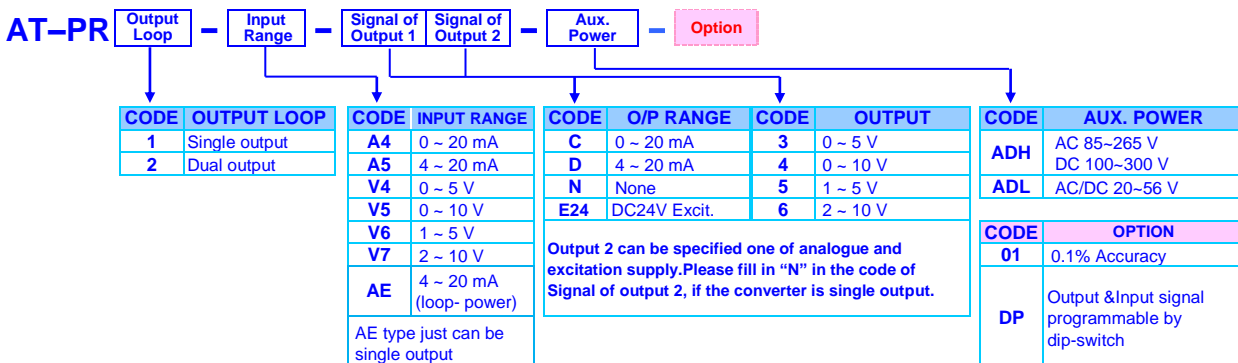 AT–PR Output Loop – Input Range – Signal of Output 1 Signal of Output 2 – Aux. Power – Option
CODE OUTPUT LOOP
1 Single output
2 Dual output
CODE INPUT RANGE
A4 0 ~ 20 mA
A5 4 ~ 20 mA
V4 0 ~ 5 V
V5 0 ~ 10 V
V6 1 ~ 5 V
V7 2 ~ 10 V
AE 4 ~ 20 mA
(loop- power)
AE type just can be
single output
CODE O/P RANGE CODE OUTPUT
C 0 ~ 20 mA 3 0 ~ 5 V
D 4 ~ 20 mA 4 0 ~ 10 V
N None 5 1 ~ 5 V
E24 DC24V Excit. 6 2 ~ 10 V
Output 2 can be specified one of analogue and
excitation supply.Please fill in “N” in the code of
Signal of output 2, if the converter is single output.
CODE AUX. POWER
ADH AC 85~265 V
DC 100~300 V
ADL AC/DC 20~56 V
CODE OPTION
01 0.1% Accuracy
DP Output &Input signal
programmable by
dip-switch